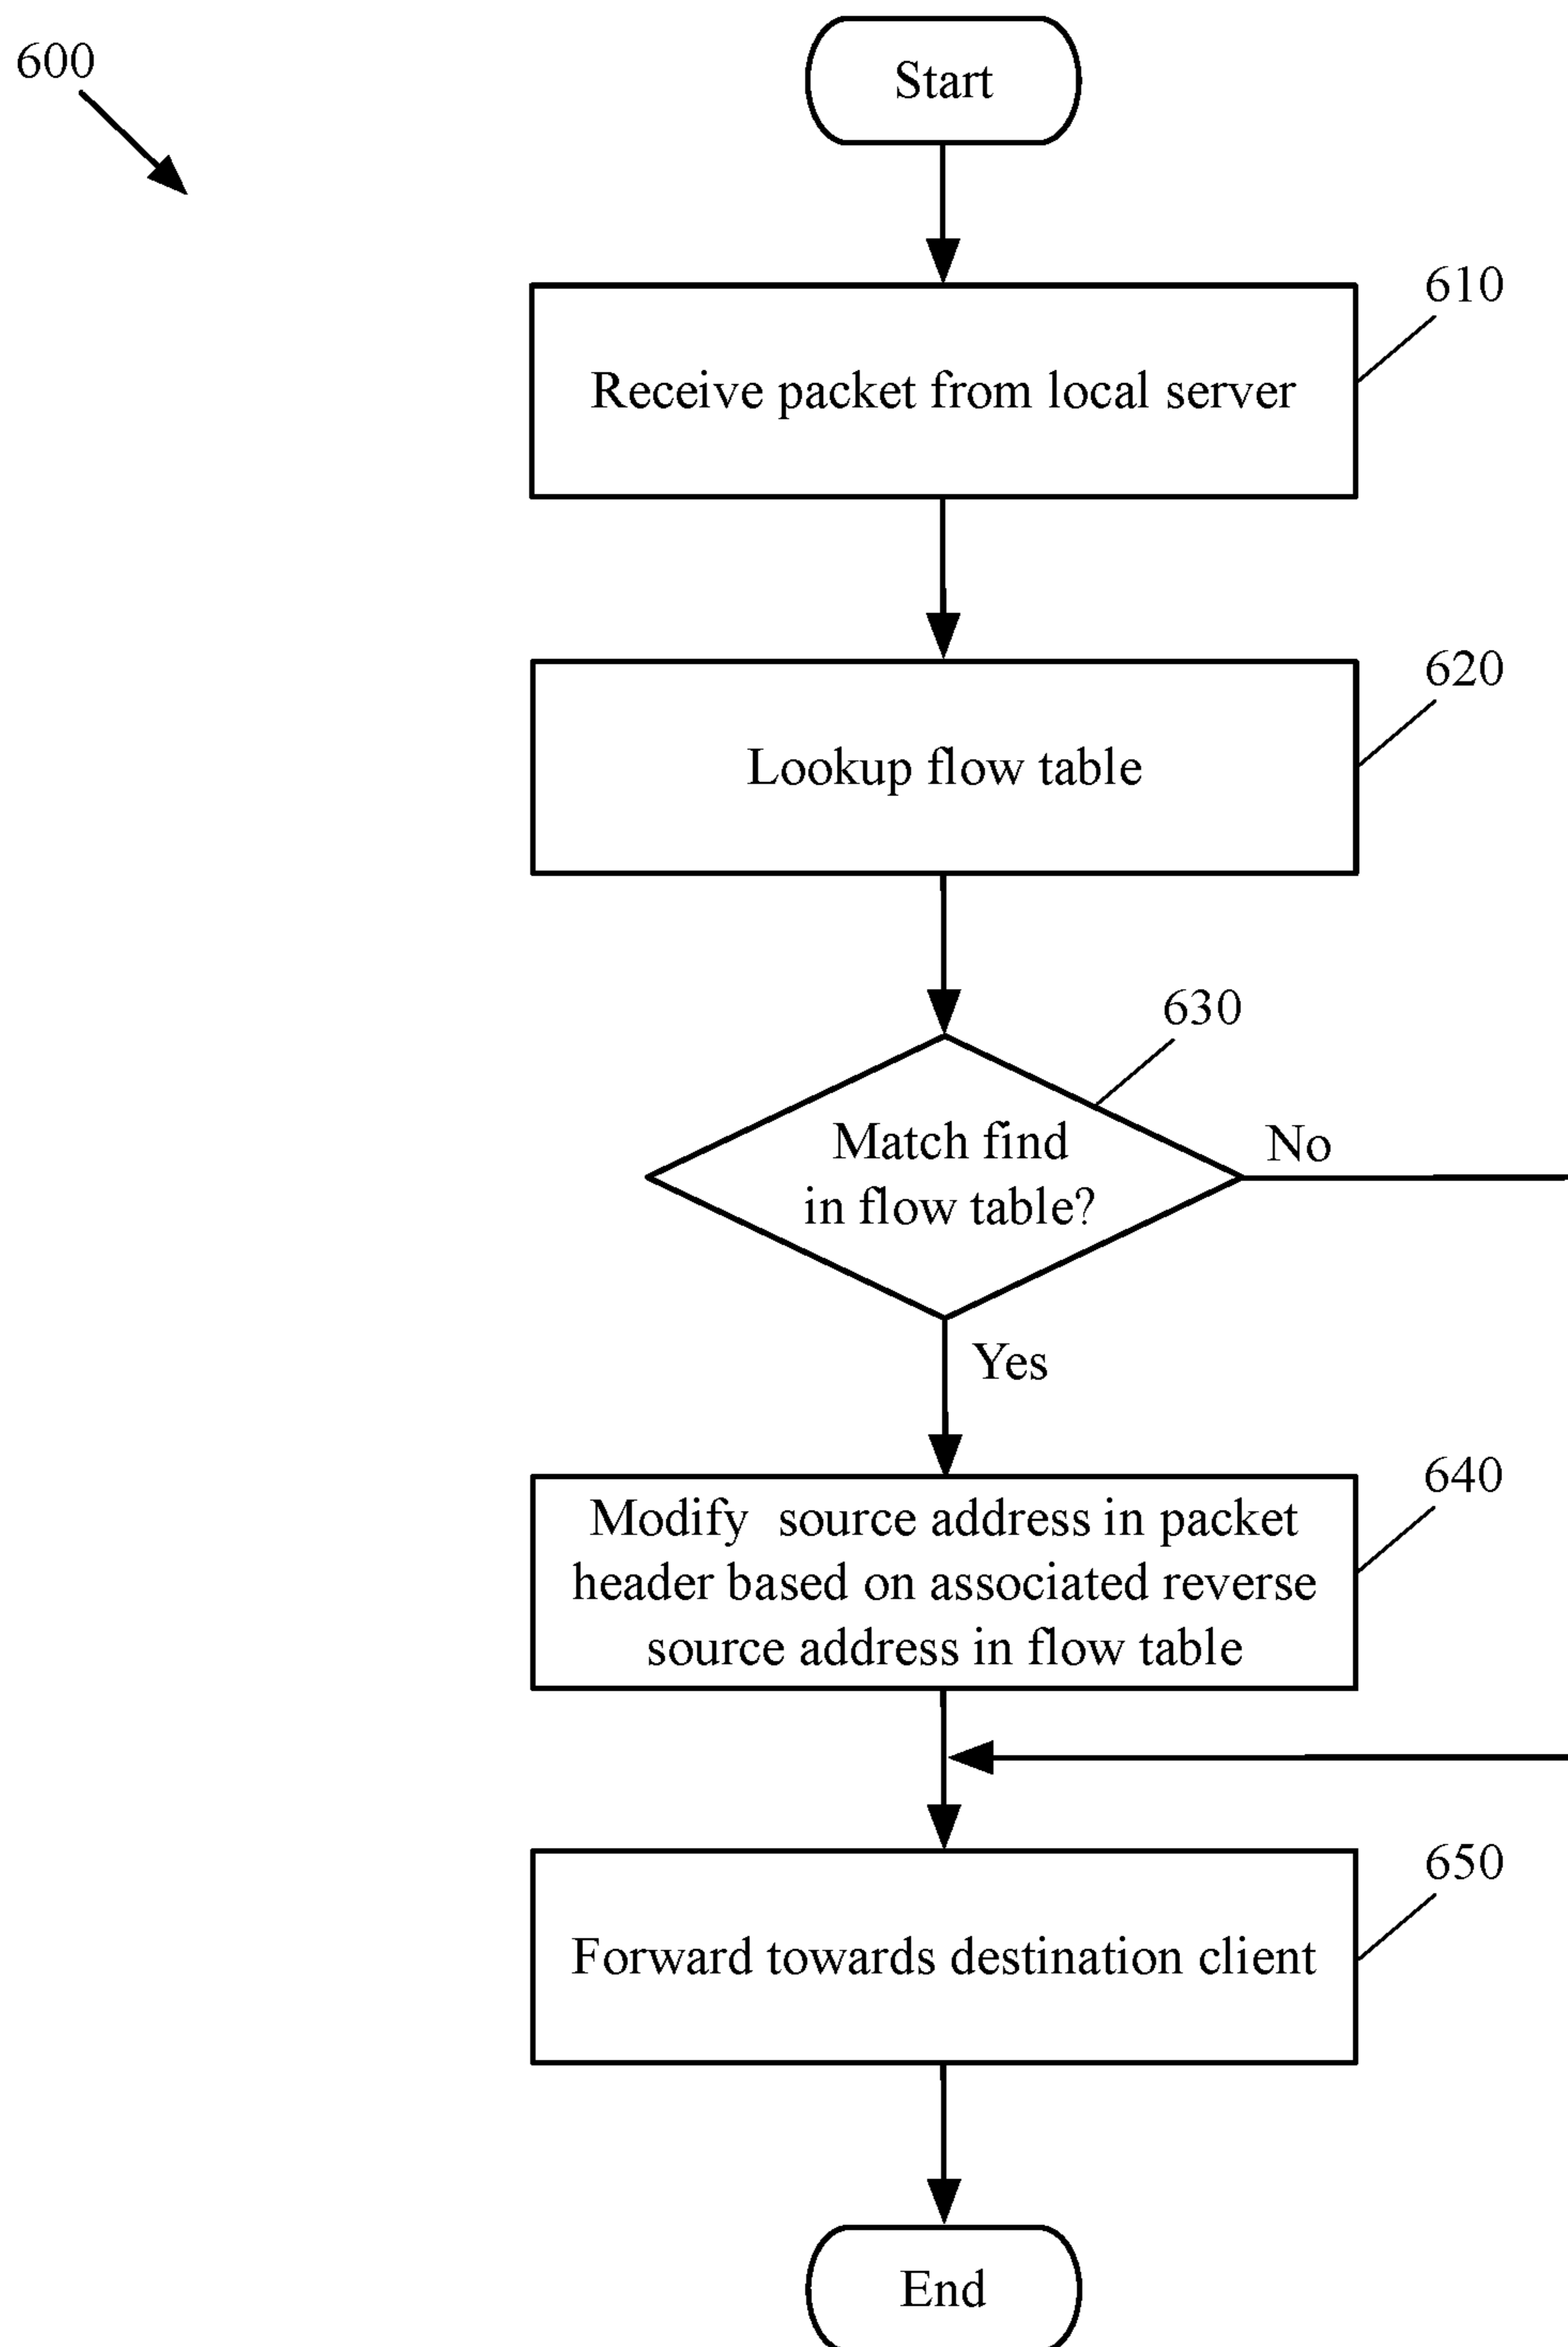 600
Start
610
Receive packet from local server
620
Lookup flow table
630
Match find
in flow table?
No
Yes
640
Modify source address in packet
header based on associated reverse
source address in flow table
650
Forward towards destination client
End